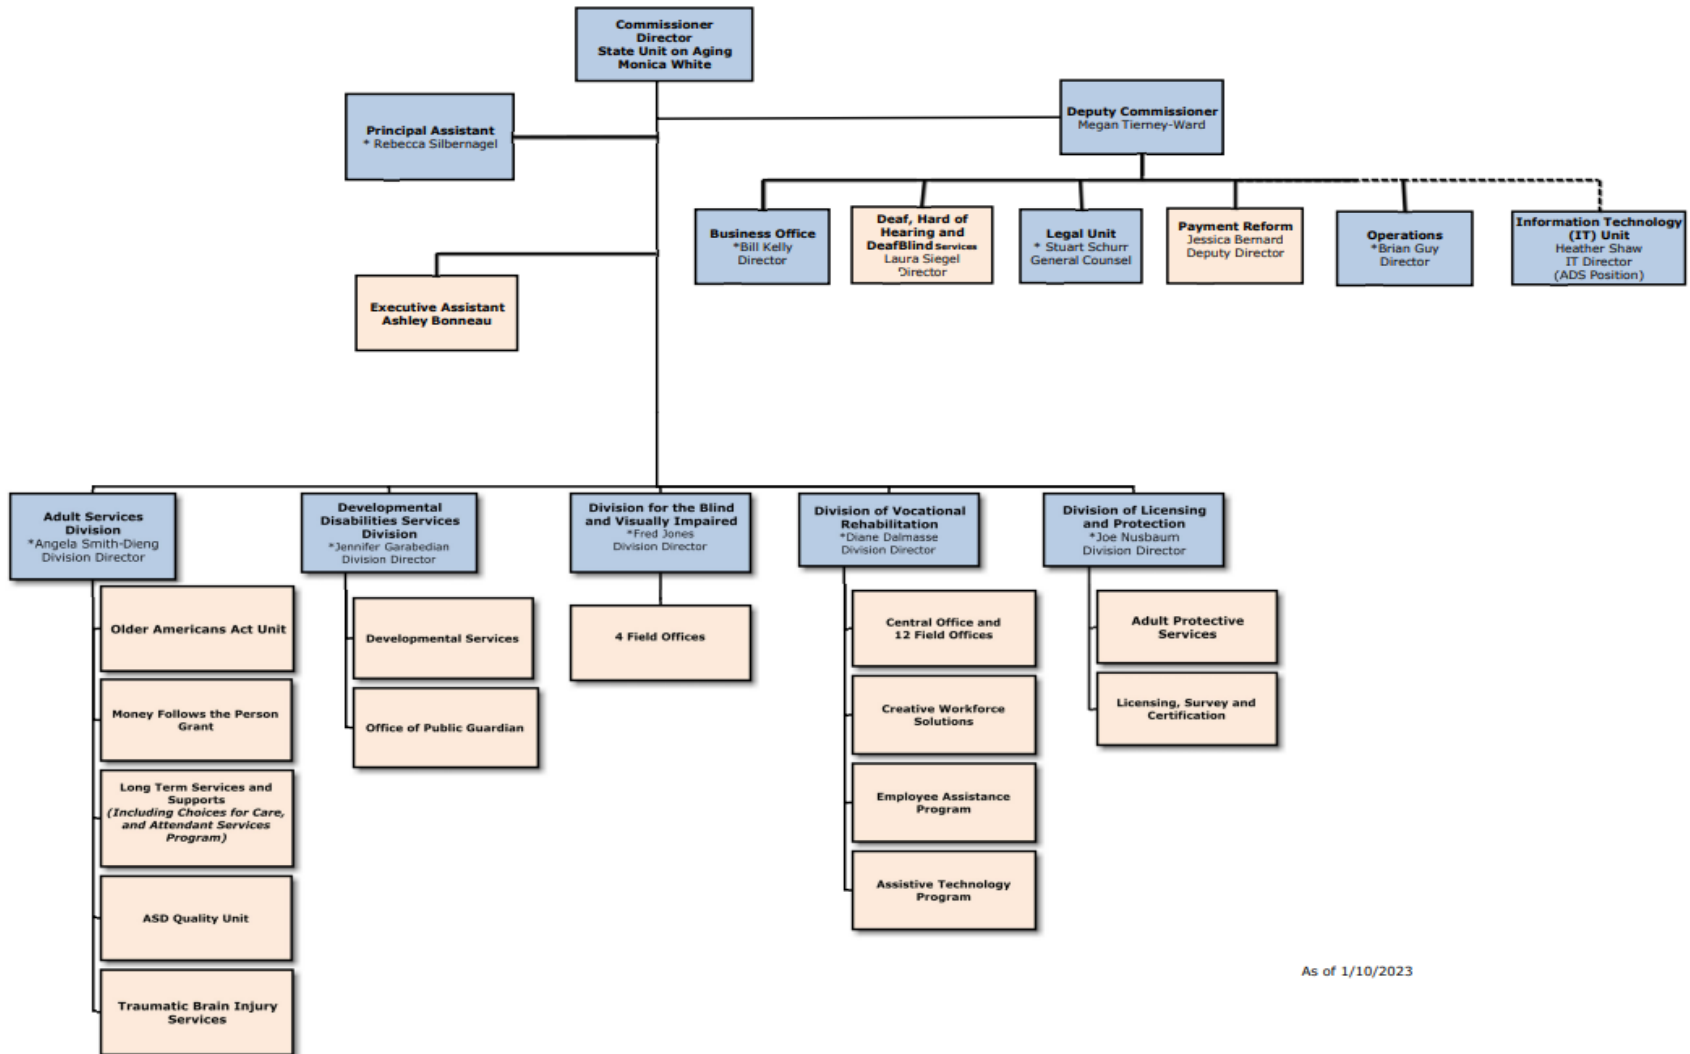 Commissioner
Director
State Unit on Aging
Monica White
Principal Assistant
* Rebecca Silbernagel
Deputy Commissioner
Megan Tierney-Ward
Business Office
*Bill Kelly
Director
Deaf, Hard of
Hearing and
DeafBlind Services
Laura Siegel
Director
Legal Unit
* Stuart Schurr
General Counsel
Payment Reform
Jessica Bernard
Deputy Director
Operations
*Brian Guy
Director
Information Technology
(IT) Unit
Heather Shaw
IT Director
(ADS Position)
Executive Assistant
Ashley Bonneau
Adult Services
Division
*Angela Smith-Dieng
Division Director
Developmental
Disabilities Services
Division
*Jennifer Garabedian
Division Director
Division for the Blind
and Visually Impaired
*Fred Jones
Division Director
Division of Vocational
Rehabilitation
*Diane Dalmasse
Division Director
Division of Licensing
and Protection
*Joe Nusbaum
Division Director
Older Americans Act Unit
Money Follows the Person
Grant
Long Term Services and
Supports
(Including Choices for Care,
and Attendant Services
Program)
ASD Quality Unit
Traumatic Brain Injury
Services
Developmental Services
Office of Public Guardian
4 Field Offices
Central Office and
12 Field Offices
Creative Workforce
Solutions
Employee Assistance
Program
Assistive Technology
Program
Adult Protective
Services
Licensing, Survey and
Certification
As of 1/10/2023